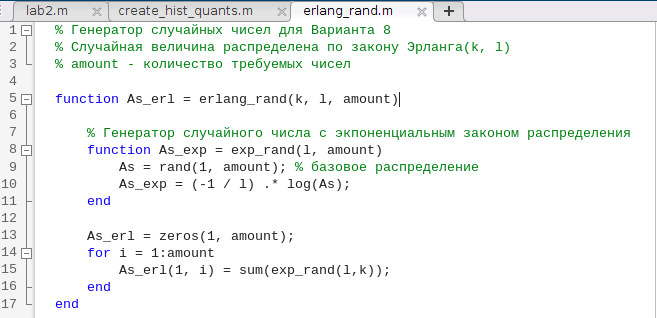 lab2.m × create_hist_quants.m × erlang_rand.m × +
1 % Генератор случайных чисел для Варианта 8
2 % Случайная величина распределена по закону Эрланга(k, l)
3 % amount - количество требуемых чисел
4
5 function As_erl = erlang_rand(k, l, amount)
6
7 % Генератор случайного числа с экпоненциальным законом распределения
8 function As_exp = exp_rand(l, amount)
9 As = rand(1, amount); % базовое распределение
10 As_exp = (-1 / l) .* log(As);
11 end
12
13 As_erl = zeros(1, amount);
14 for i = 1:amount
15 As_erl(1, i) = sum(exp_rand(l,k));
16 end
17 end